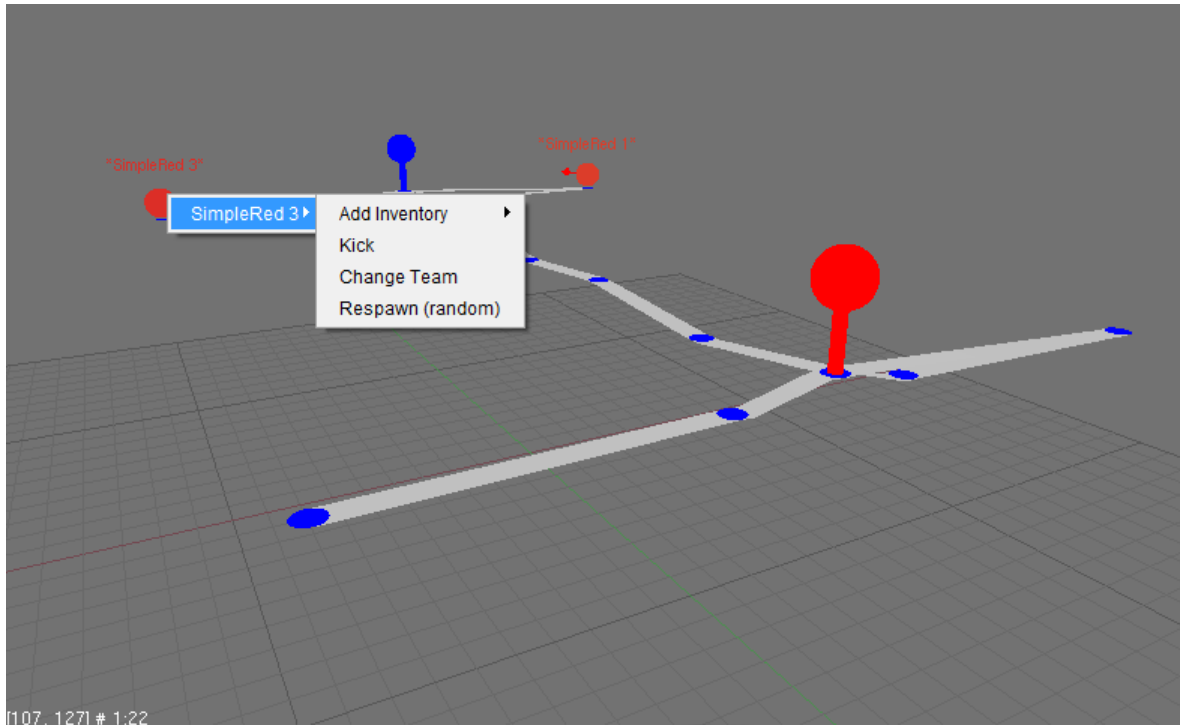 "SimpleRed 1"
"SimpleRed 3"
SimpleRed 3
Add Inventory
Kick
Change Team
Respawn (random)
[107, 127] # 1:22